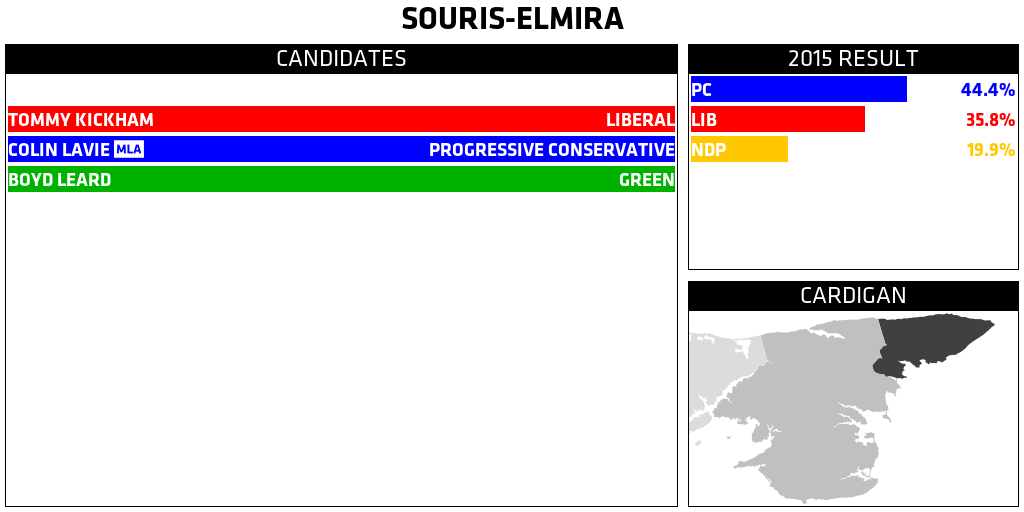 SOURIS-ELMIRA
CANDIDATES
TOMMY KICKHAM LIBERAL
COLIN LAVIE MLA PROGRESSIVE CONSERVATIVE
BOYD LEARD GREEN
2015 RESULT
PC 44.4%
LIB 35.8%
NDP 19.9%
CARDIGAN